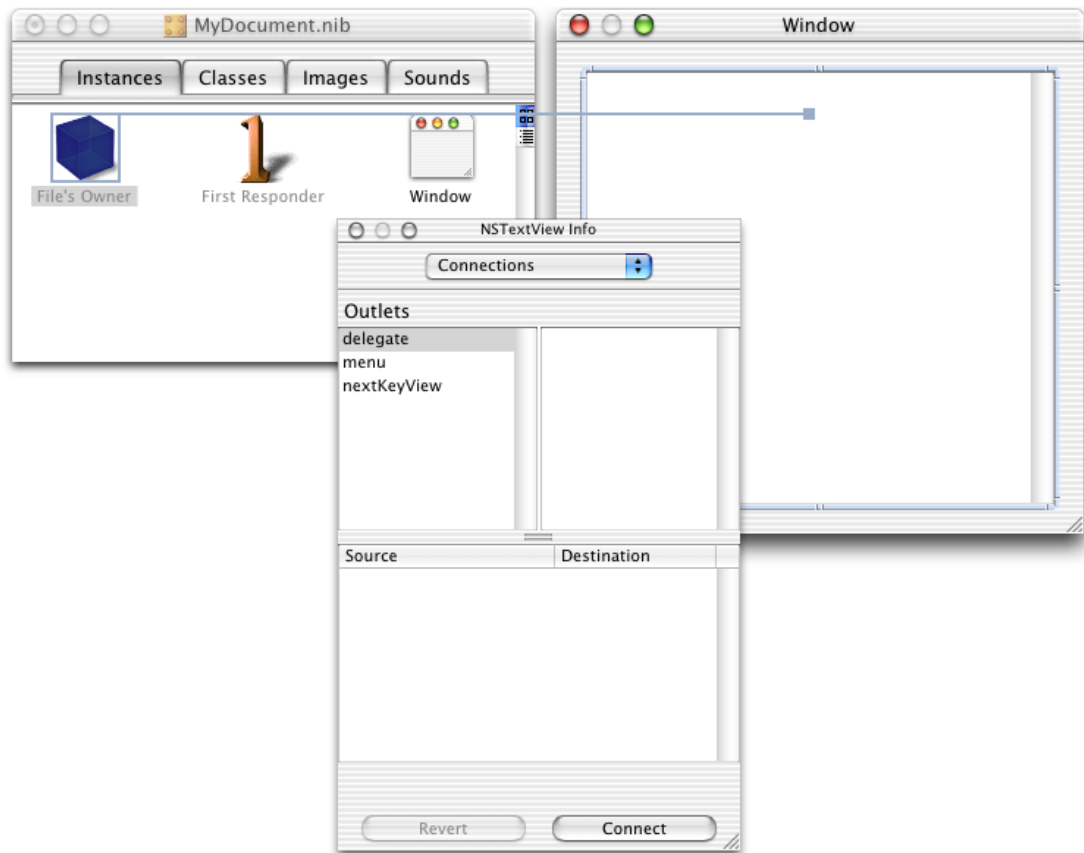 MyDocument.nib
Instances Classes Images Sounds
File's Owner First Responder Window
Window
NSTextView Info
Connections
Outlets
delegate
menu
nextKeyView
Source Destination
Revert Connect